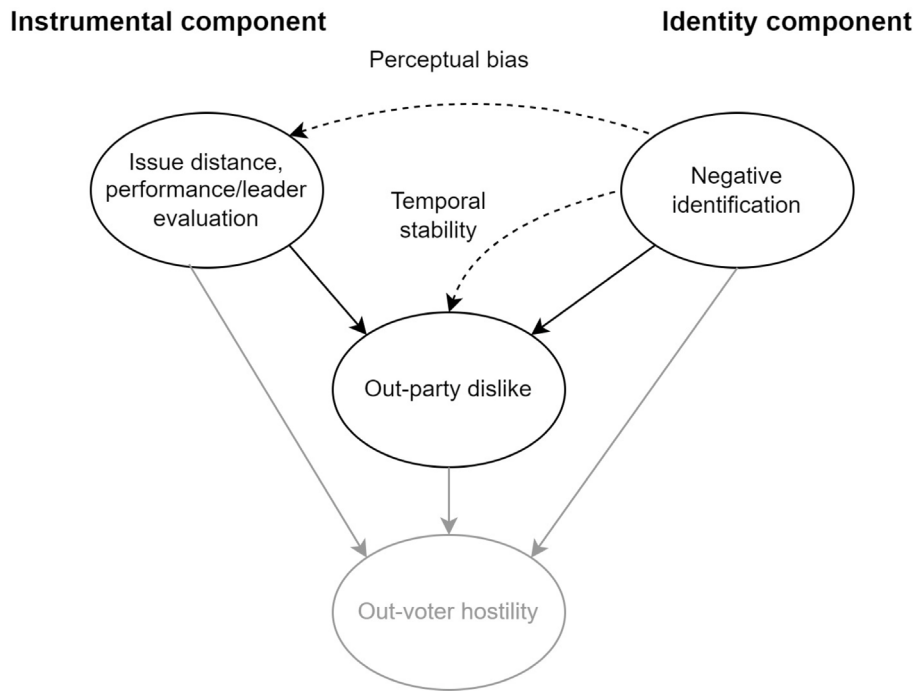 Instrumental component
Identity component
Perceptual bias
Issue distance,
performance/leader
evaluation
Negative
identification
Temporal
stability
Out-party dislike
Out-voter hostility